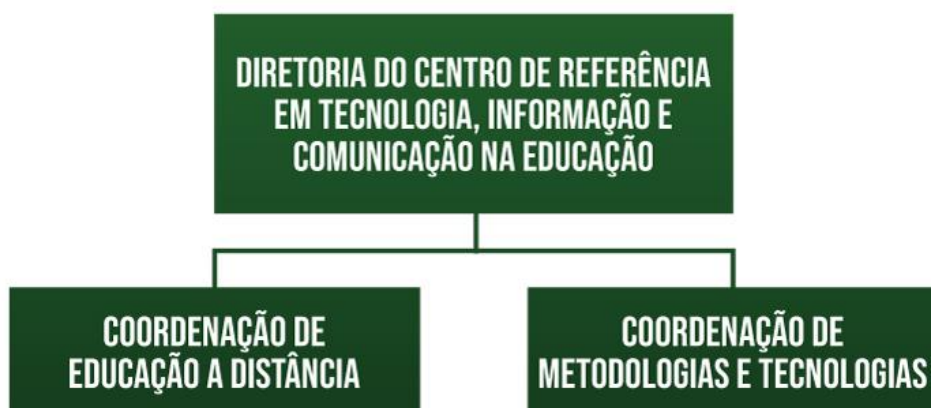 DIRETORIA DO CENTRO DE REFERÊNCIA
EM TECNOLOGIA, INFORMAÇÃO E
COMUNICAÇÃO NA EDUCAÇÃO
COORDENAÇÃO DE
EDUCAÇÃO A DISTÂNCIA
COORDENAÇÃO DE
METODOLOGIAS E TECNOLOGIAS